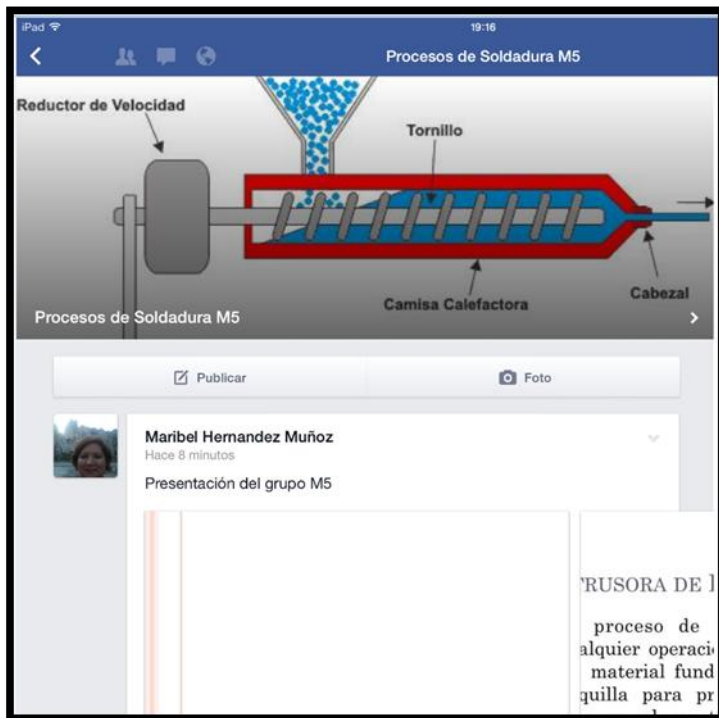 iPad
19:16
Procesos de Soldadura M5
Reductor de Velocidad
Tornillo
Camisa Calefactora
Cabezal
Procesos de Soldadura M5
Publicar
Foto
Maribel Hernandez Muñoz
Hace 8 minutos
Presentación del grupo M5
TRUSORA DE
proceso de
alquier operaci
material fund
quilla para pr